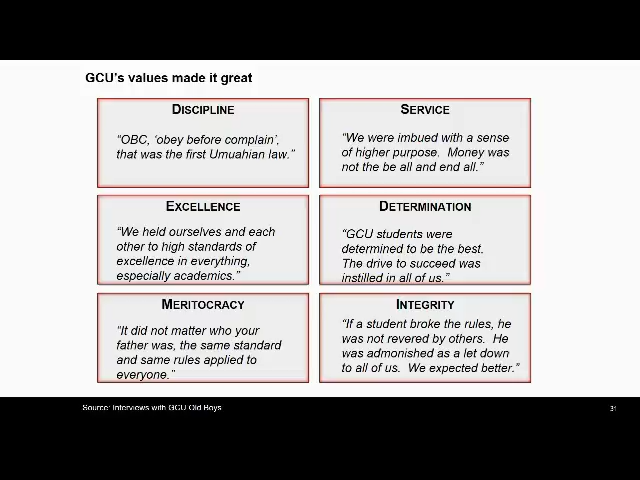 GCU's values made it great
DISCIPLINE
"OBC, 'obey before complain',
that was the first Umuahian law."
SERVICE
"We were imbued with a sense
of higher purpose. Money was
not the be all and end all."
EXCELLENCE
"We held ourselves and each
other to high standards of
excellence in everything,
especially academics."
DETERMINATION
"GCU students were
determined to be the best.
The drive to succeed was
instilled in all of us."
MERITOCRACY
"It did not matter who your
father was, the same standard
and same rules applied to
everyone."
INTEGRITY
"If a student broke the rules, he
was not revered by others. He
was admonished as a let down
to all of us. We expected better."
Source: Interviews with GCU Old Boys
31